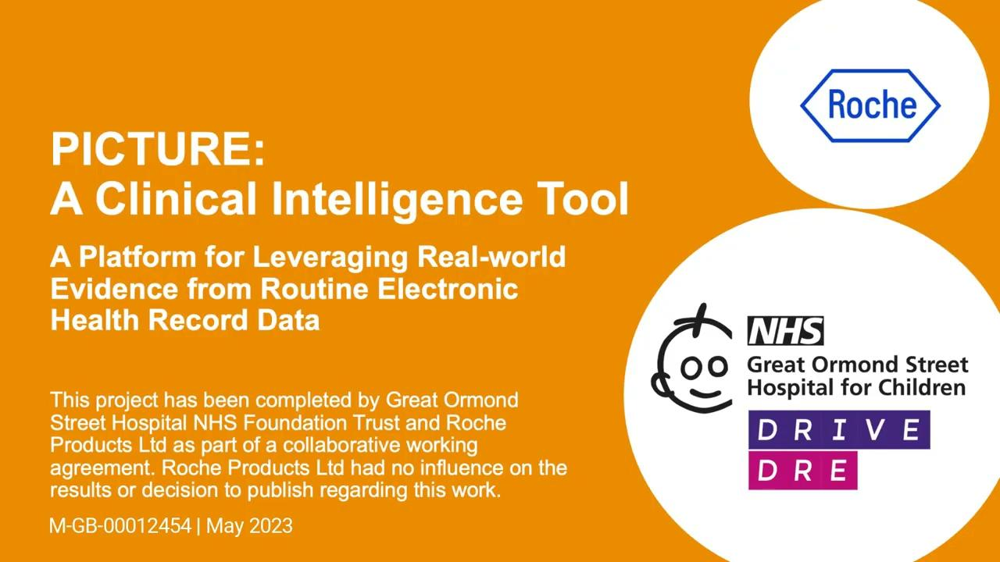 Roche
PICTURE:
A Clinical Intelligence Tool
A Platform for Leveraging Real-world
Evidence from Routine Electronic
Health Record Data
NHS
Great Ormond Street
Hospital for Children
DRIVE
DRE
This project has been completed by Great Ormond
Street Hospital NHS Foundation Trust and Roche
Products Ltd as part of a collaborative working
agreement. Roche Products Ltd had no influence on the
results or decision to publish regarding this work.
M-GB-00012454 | May 2023